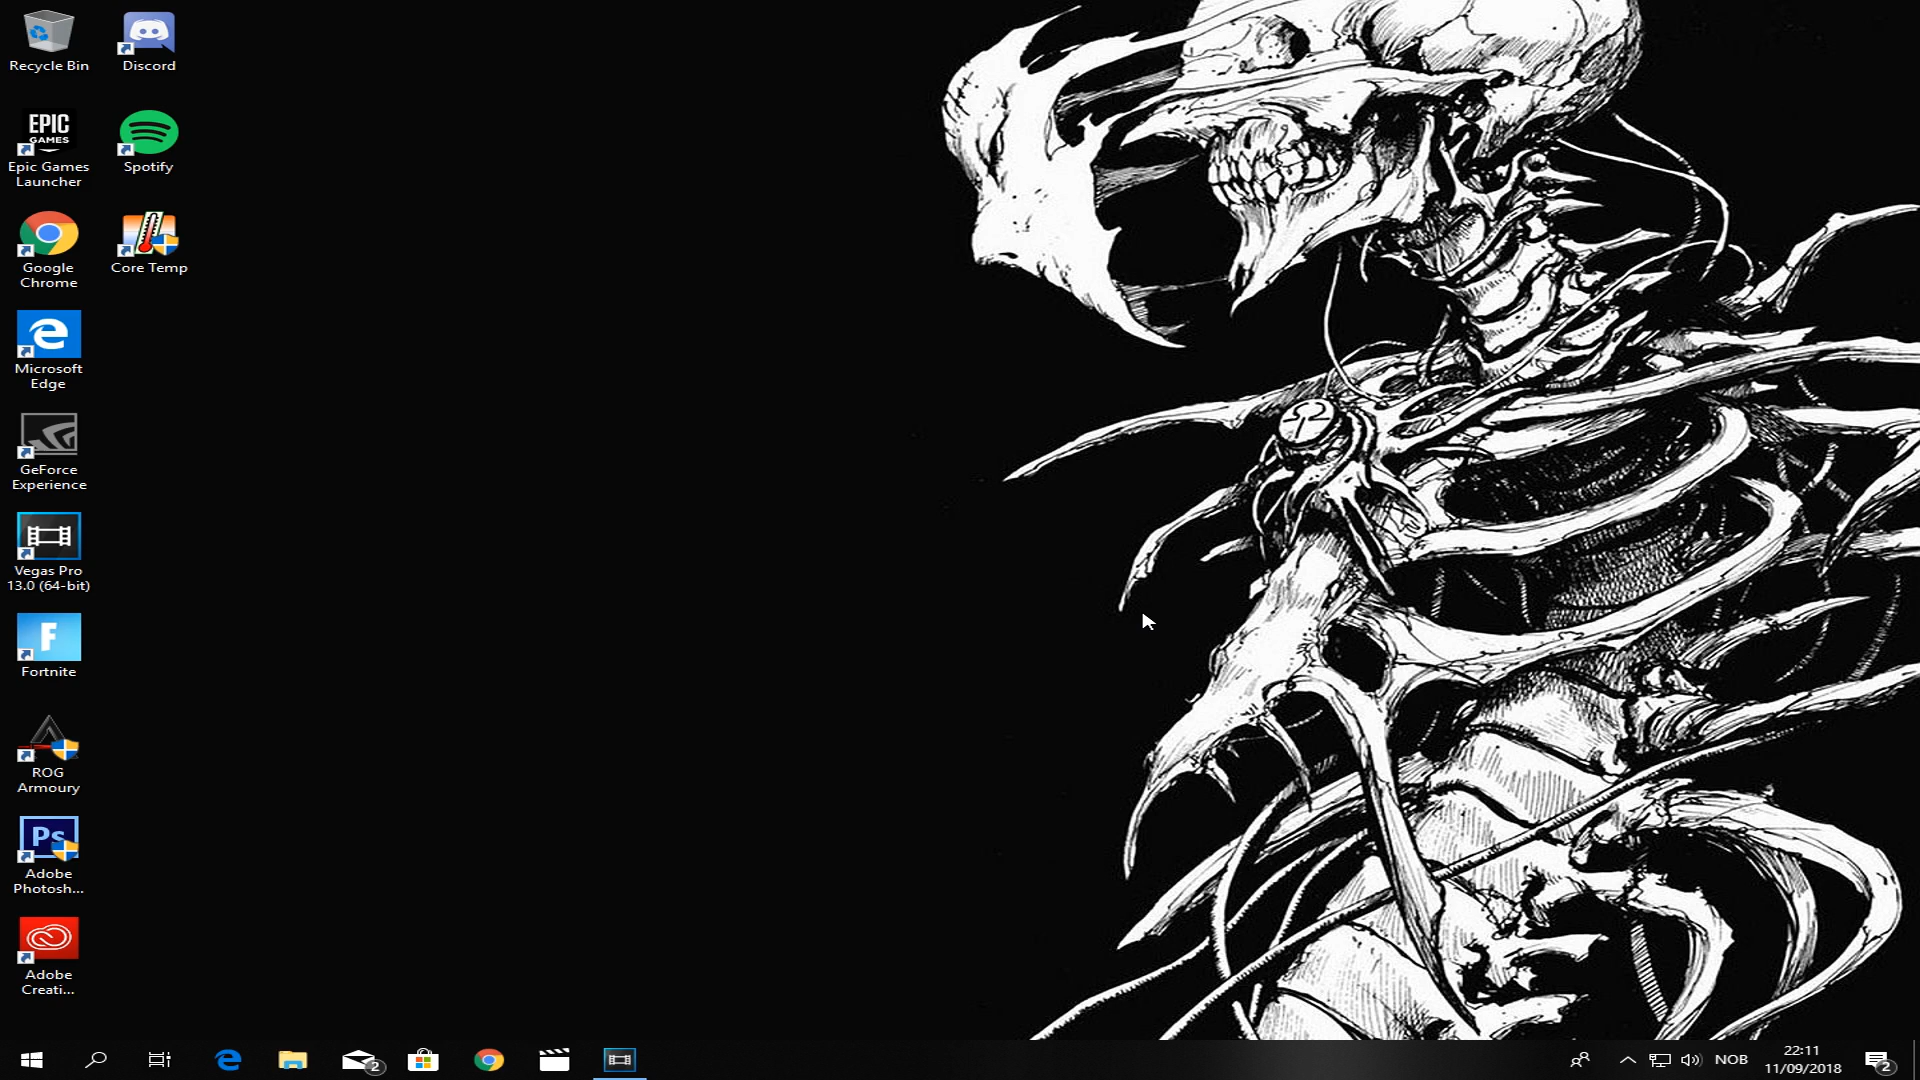 Recycle Bin
Discord
EPIC
GAMES
Epic Games
Launcher
Spotify
Google
Chrome
Core Temp
Microsoft
Edge
GeForce
Experience
Vegas Pro
13.0 (64-bit)
F
Fortnite
ROG
Armoury
Ps
Adobe
Photosh...
Adobe
Creati...
2
NOB
22:11
11/09/2018
2